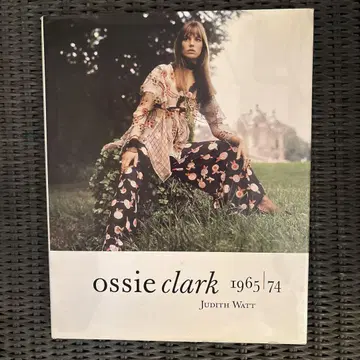 ossie clark 1965|74
JUDITH WATT